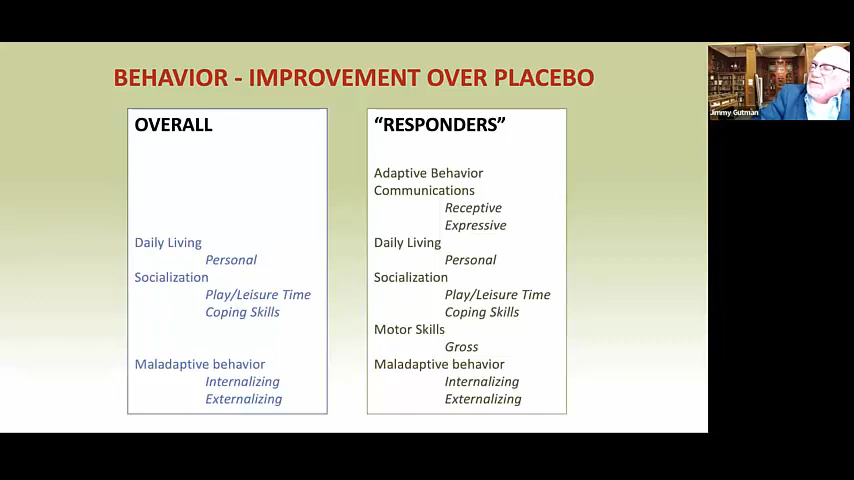 BEHAVIOR - IMPROVEMENT OVER PLACEBO
OVERALL
Daily Living
Personal
Socialization
Play/Leisure Time
Coping Skills
Maladaptive behavior
Internalizing
Externalizing
"RESPONDERS"
Adaptive Behavior
Communications
Receptive
Expressive
Daily Living
Personal
Socialization
Play/Leisure Time
Coping Skills
Motor Skills
Gross
Maladaptive behavior
Internalizing
Externalizing
Jimmy Gutman